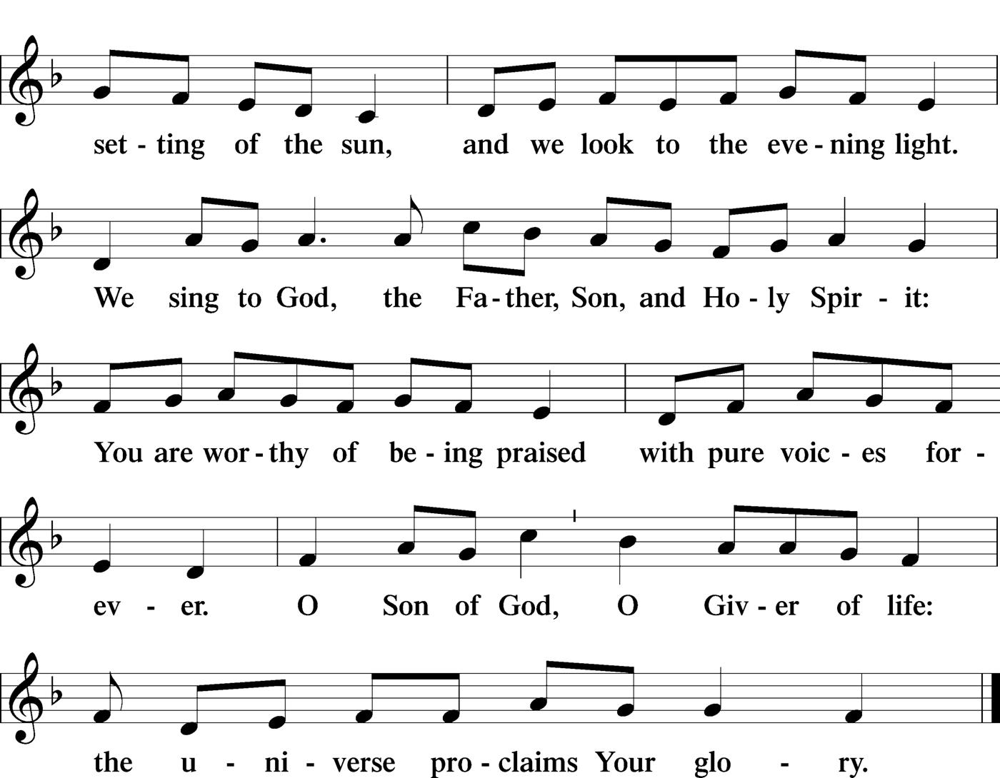 set - ting of the sun, and we look to the eve - ning light.
We sing to God, the Fa - ther, Son, and Ho - ly Spir - it:
You are wor - thy of be - ing praised with pure voic - es for -
ev - er. O Son of God, O Giv - er of life:
the u - ni - verse pro - claims Your glo - ry.